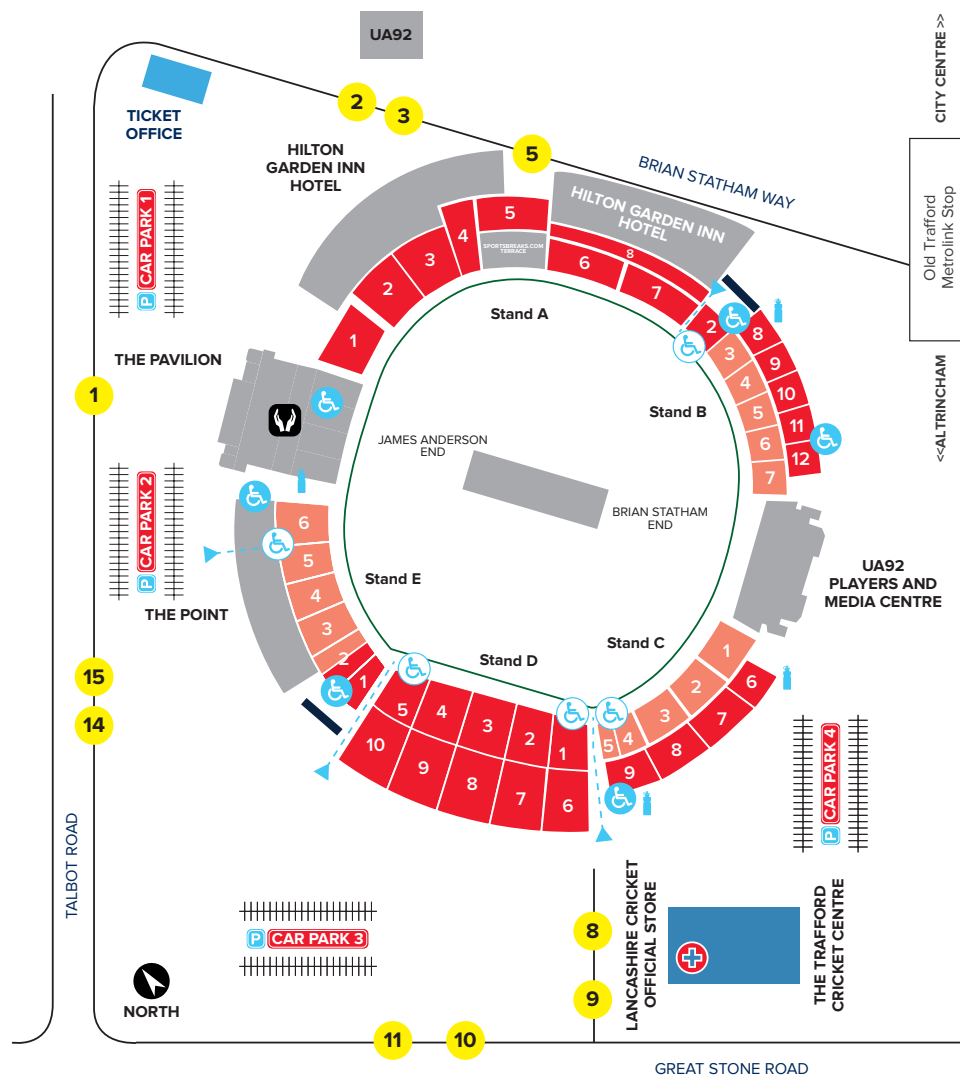 UA92
CITY CENTRE >>
2
3
TICKET
OFFICE
HILTON
GARDEN INN
HOTEL
5
BRIAN STATHAM WAY
HILTON GARDEN INN
HOTEL
Old Trafford
Metrolink Stop
<<ALTRINCHAM
P CAR PARK 1
1
2
3
4
5
SPORTSBREAKS.COM
TERRACE
8
6
7
Stand A
2
3
4
5
6
7
8
9
10
11
12
Stand B
THE PAVILION
1
JAMES ANDERSON
END
BRIAN STATHAM
END
P CAR PARK 2
6
5
4
3
2
1
Stand E
THE POINT
UA92
PLAYERS AND
MEDIA CENTRE
Stand C
1
2
3
4
5
6
7
8
9
Stand D
5
4
3
2
1
10
9
8
7
6
15
14
TALBOT ROAD
P CAR PARK 4
P CAR PARK 3
8
9
LANCASHIRE CRICKET
OFFICIAL STORE
THE TRAFFORD
CRICKET CENTRE
NORTH
11
10
GREAT STONE ROAD